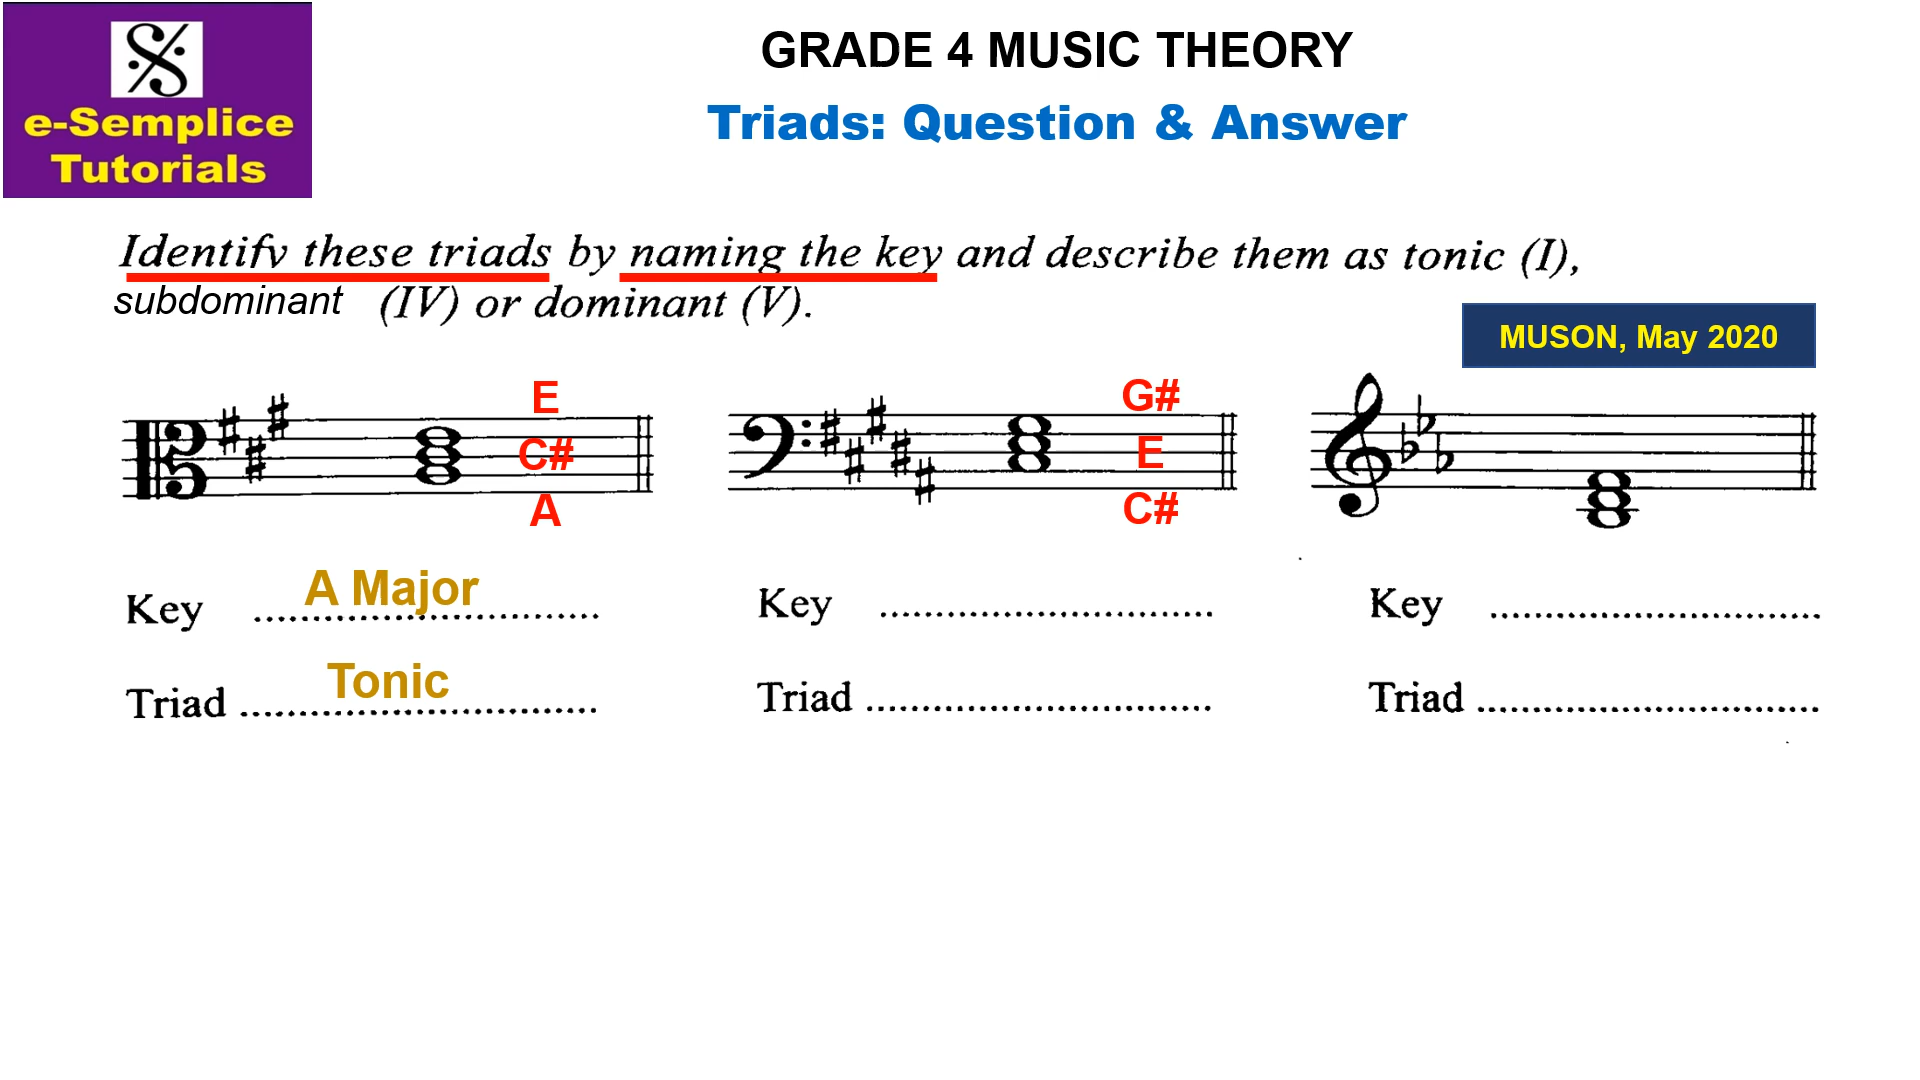 e-Semplice
Tutorials
GRADE 4 MUSIC THEORY
Triads: Question & Answer
Identify these triads by naming the key and describe them as tonic (I),
subdominant (IV) or dominant (V).
MUSON, May 2020
E
C#
A
G#
E
C#
Key A Major
Key ..............................
Key ..............................
Triad Tonic
Triad ..............................
Triad ..............................